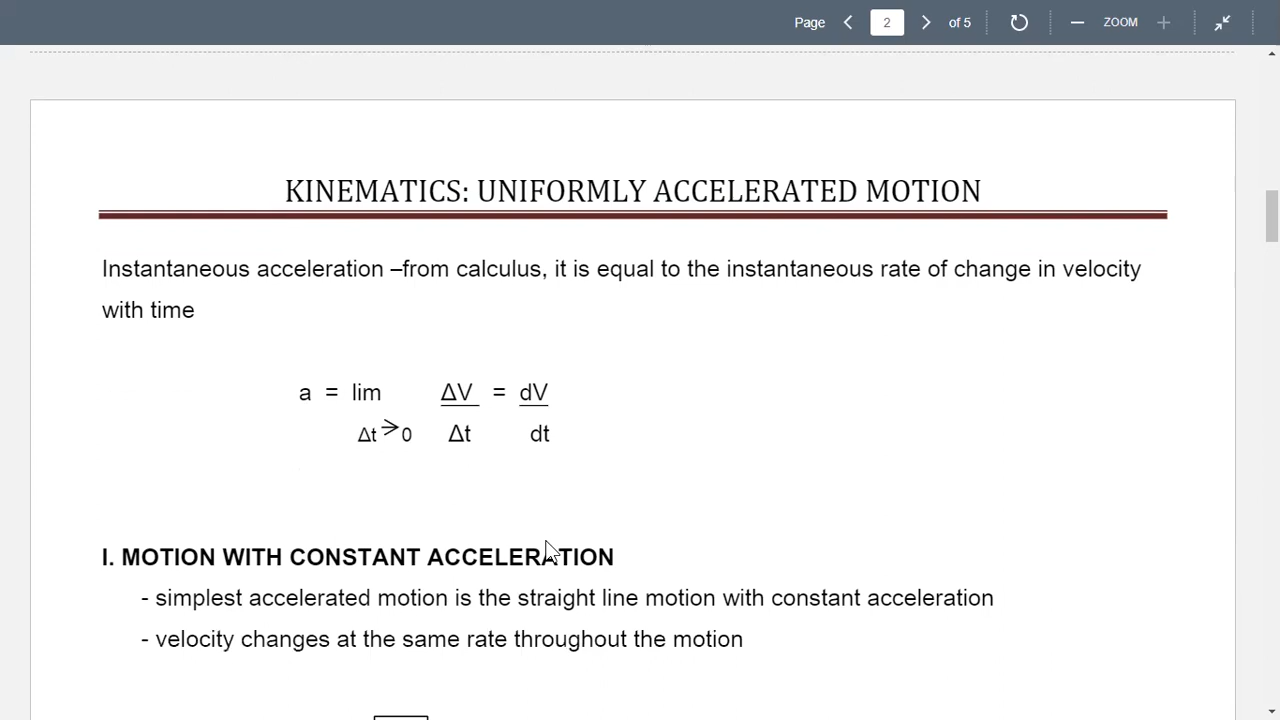 Page 2 of 5 ZOOM
KINEMATICS: UNIFORMLY ACCELERATED MOTION
Instantaneous acceleration –from calculus, it is equal to the instantaneous rate of change in velocity
with time
a = lim ΔV = dV
Δt → 0 Δt dt
I. MOTION WITH CONSTANT ACCELERATION
- simplest accelerated motion is the straight line motion with constant acceleration
- velocity changes at the same rate throughout the motion